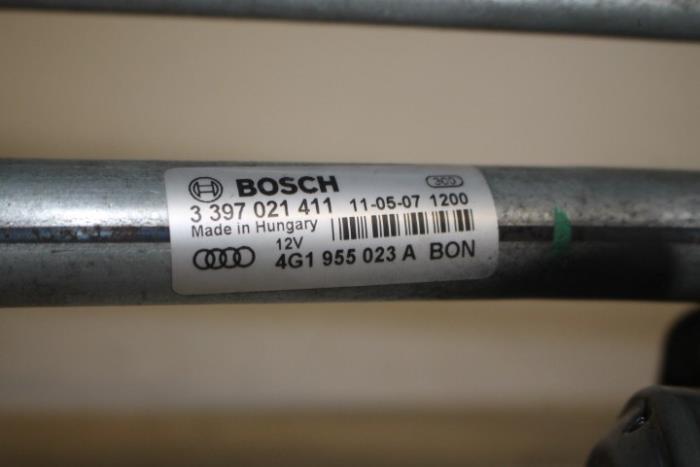 BOSCH
3 397 021 411 11-05-07 1200
Made in Hungary
12V
4G1 955 023 A BON